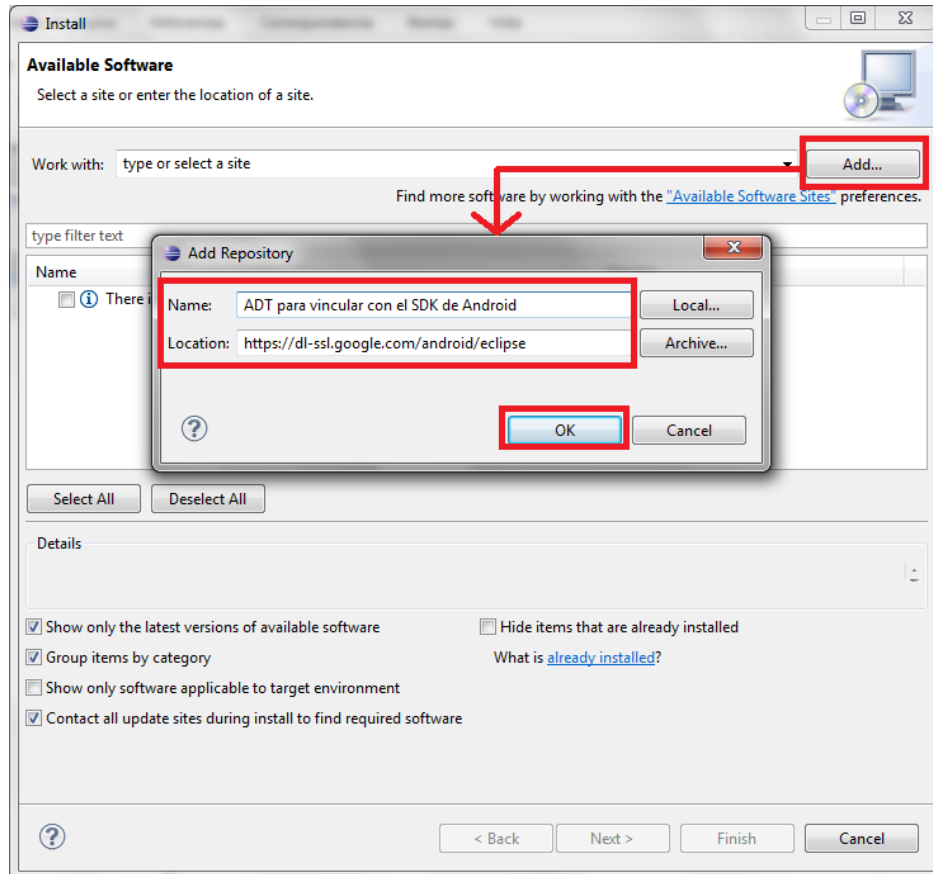 Install
Available Software
Select a site or enter the location of a site.
Work with: type or select a site
Add...
Find more software by working with the "Available Software Sites" preferences.
type filter text
Name
There i
Add Repository
Name: ADT para vincular con el SDK de Android
Local...
Location: https://dl-ssl.google.com/android/eclipse
Archive...
OK
Cancel
Select All
Deselect All
Details
Show only the latest versions of available software
Hide items that are already installed
Group items by category
What is already installed?
Show only software applicable to target environment
Contact all update sites during install to find required software
< Back
Next >
Finish
Cancel